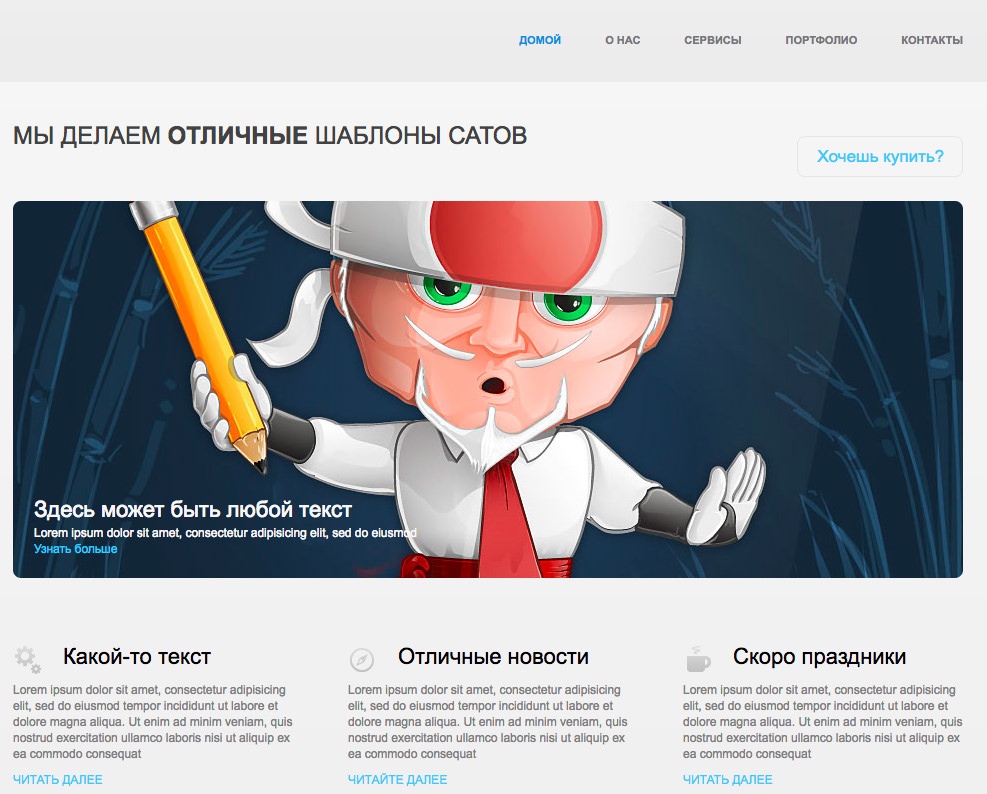 ДОМОЙ О НАС СЕРВИСЫ ПОРТФОЛИО КОНТАКТЫ
МЫ ДЕЛАЕМ ОТЛИЧНЫЕ ШАБЛОНЫ САТОВ
Хочешь купить?
Здесь может быть любой текст
Lorem ipsum dolor sit amet, consectetur adipisicing elit, sed do eiusmod
Узнать больше
Какой-то текст
Lorem ipsum dolor sit amet, consectetur adipisicing
elit, sed do eiusmod tempor incididunt ut labore et
dolore magna aliqua. Ut enim ad minim veniam, quis
nostrud exercitation ullamco laboris nisi ut aliquip ex
ea commodo consequat
ЧИТАТЬ ДАЛЕЕ
Отличные новости
Lorem ipsum dolor sit amet, consectetur adipisicing
elit, sed do eiusmod tempor incididunt ut labore et
dolore magna aliqua. Ut enim ad minim veniam, quis
nostrud exercitation ullamco laboris nisi ut aliquip ex
ea commodo consequat
ЧИТАЙТЕ ДАЛЕЕ
Скоро праздники
Lorem ipsum dolor sit amet, consectetur adipisicing
elit, sed do eiusmod tempor incididunt ut labore et
dolore magna aliqua. Ut enim ad minim veniam, quis
nostrud exercitation ullamco laboris nisi ut aliquip ex
ea commodo consequat
ЧИТАТЬ ДАЛЕЕ